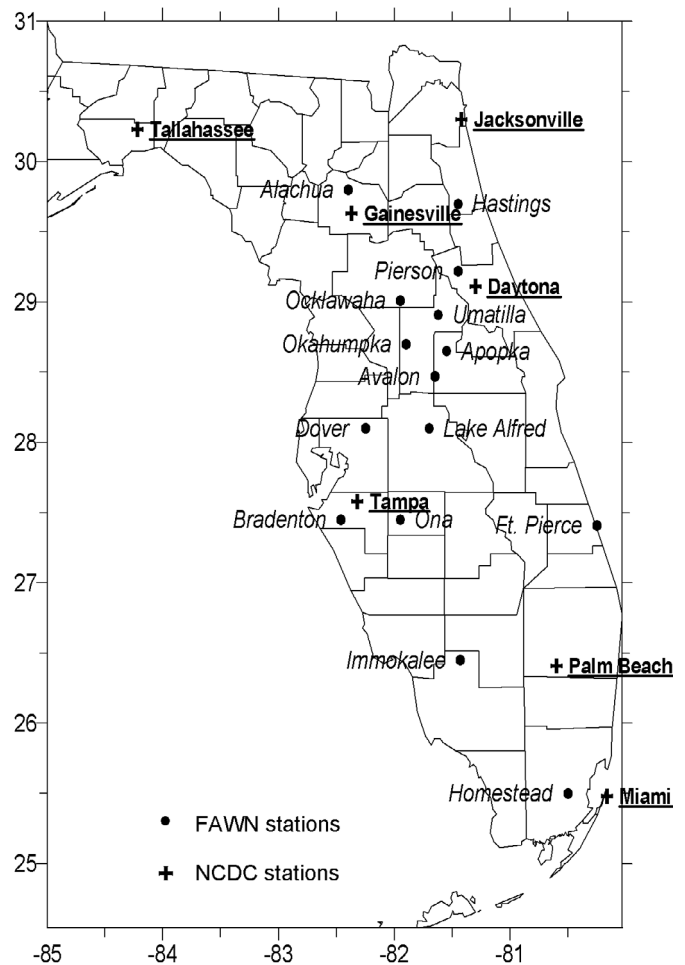 31
Jacksonville
Tallahassee
30
Alachua
Hastings
Gainesville
Pierson
Daytona
29
Ocklawaha
Umatilla
Okahumpka
Apopka
Avalon
28
Dover
Lake Alfred
Tampa
Bradenton
Ona
Ft. Pierce
27
Immokalee
Palm Beach
26
Homestead
Miami
FAWN stations
25
NCDC stations
-85 -84 -83 -82 -81